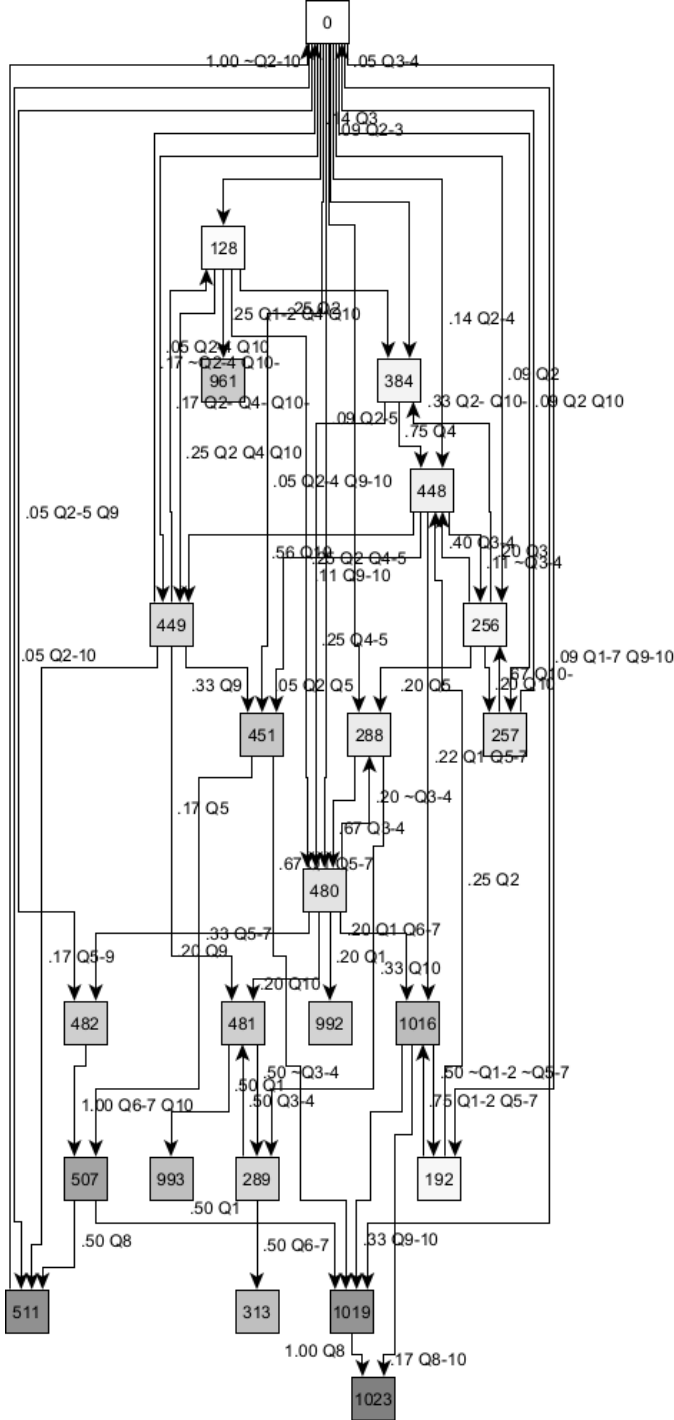 0
1.00 ~Q2-10
.05 Q3-4
.14 Q3
.09 Q2-3
128
.25 Q2
.25 Q1-2 Q4 Q10
.14 Q2-4
.05 Q2-4 Q10
.17 ~Q2-4 Q10-
961
384
.09 Q2
.17 Q2- Q4- Q10-
.33 Q2- Q10-
.09 Q2 Q10
.09 Q2-5
.75 Q4
.25 Q2 Q4 Q10
.05 Q2-4 Q9-10
448
.05 Q2-5 Q9
.40 Q3-4
.20 Q3
.56 Q10
.25 Q2 Q4-5
.11 ~Q3-4
.11 Q9-10
449
256
.25 Q4-5
.05 Q2-10
.09 Q1-7 Q9-10
.67 Q10-
.33 Q9
.05 Q2 Q5
.20 Q5
.20 Q10
451
288
257
.22 Q1 Q5-7
.20 ~Q3-4
.17 Q5
.67 Q3-4
Q5-7
480
.25 Q2
.33 Q5-7
.20 Q1 Q6-7
.17 Q5-9
.20 Q9
.20 Q1
.33 Q10
.20 Q10
482
481
992
1016
.50 ~Q3-4
.50 ~Q1-2 ~Q5-7
.50 Q1
1.00 Q6-7 Q10
.50 Q3-4
.75 Q1-2 Q5-7
507
993
289
192
.50 Q1
.50 Q8
.50 Q6-7
.33 Q9-10
511
313
1019
1.00 Q8
.17 Q8-10
1023